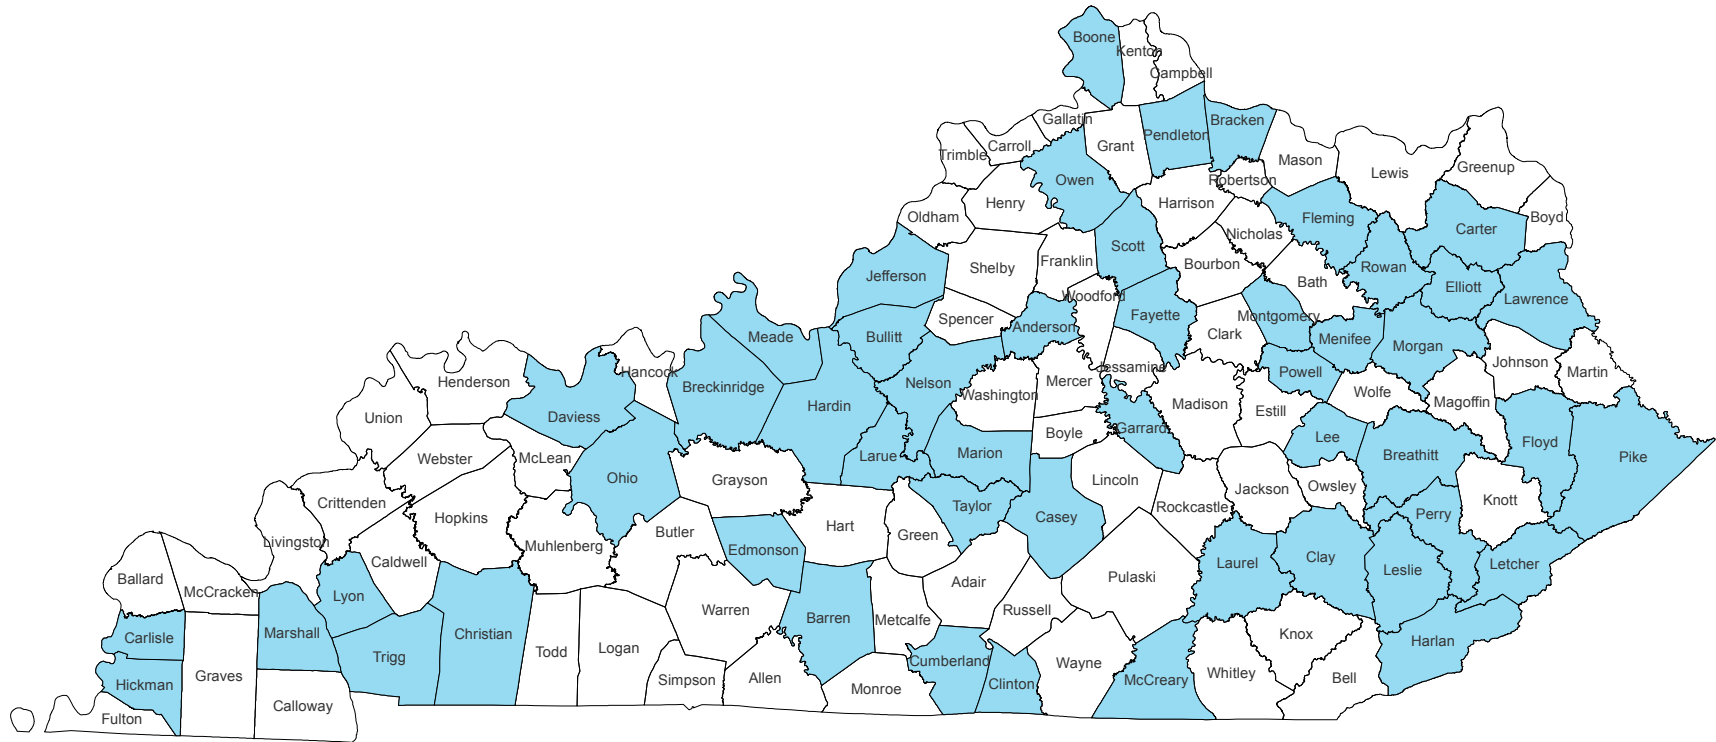 Boone
Kenton
Campbell
Gallatin
Pendleton
Bracken
Carroll
Grant
Trimble
Mason
Greenup
Lewis
Robertson
Owen
Henry
Harrison
Oldham
Fleming
Boyd
Nicholas
Carter
Scott
Franklin
Bourbon
Shelby
Rowan
Jefferson
Bath
Elliott
Woodford
Lawrence
Fayette
Montgomery
Spencer
Anderson
Clark
Meade
Bullitt
Menifee
Morgan
Johnson
Jessamine
Hancock
Powell
Martin
Henderson
Breckinridge
Nelson
Mercer
Washington
Wolfe
Magoffin
Hardin
Madison
Estill
Union
Daviess
Garrard
Boyle
Lee
Floyd
Marion
Larue
Breathitt
Pike
Webster
McLean
Ohio
Grayson
Lincoln
Jackson
Owsley
Crittenden
Taylor
Rockcastle
Knott
Perry
Hopkins
Casey
Hart
Green
Butler
Livingston
Muhlenberg
Edmonson
Caldwell
Clay
Laurel
Letcher
Leslie
Ballard
Pulaski
Adair
McCracken
Lyon
Warren
Russell
Barren
Metcalfe
Carlisle
Marshall
Christian
Knox
Harlan
Logan
Todd
Trigg
Cumberland
Wayne
Graves
Whitley
Allen
Bell
Simpson
McCreary
Hickman
Clinton
Monroe
Calloway
Fulton